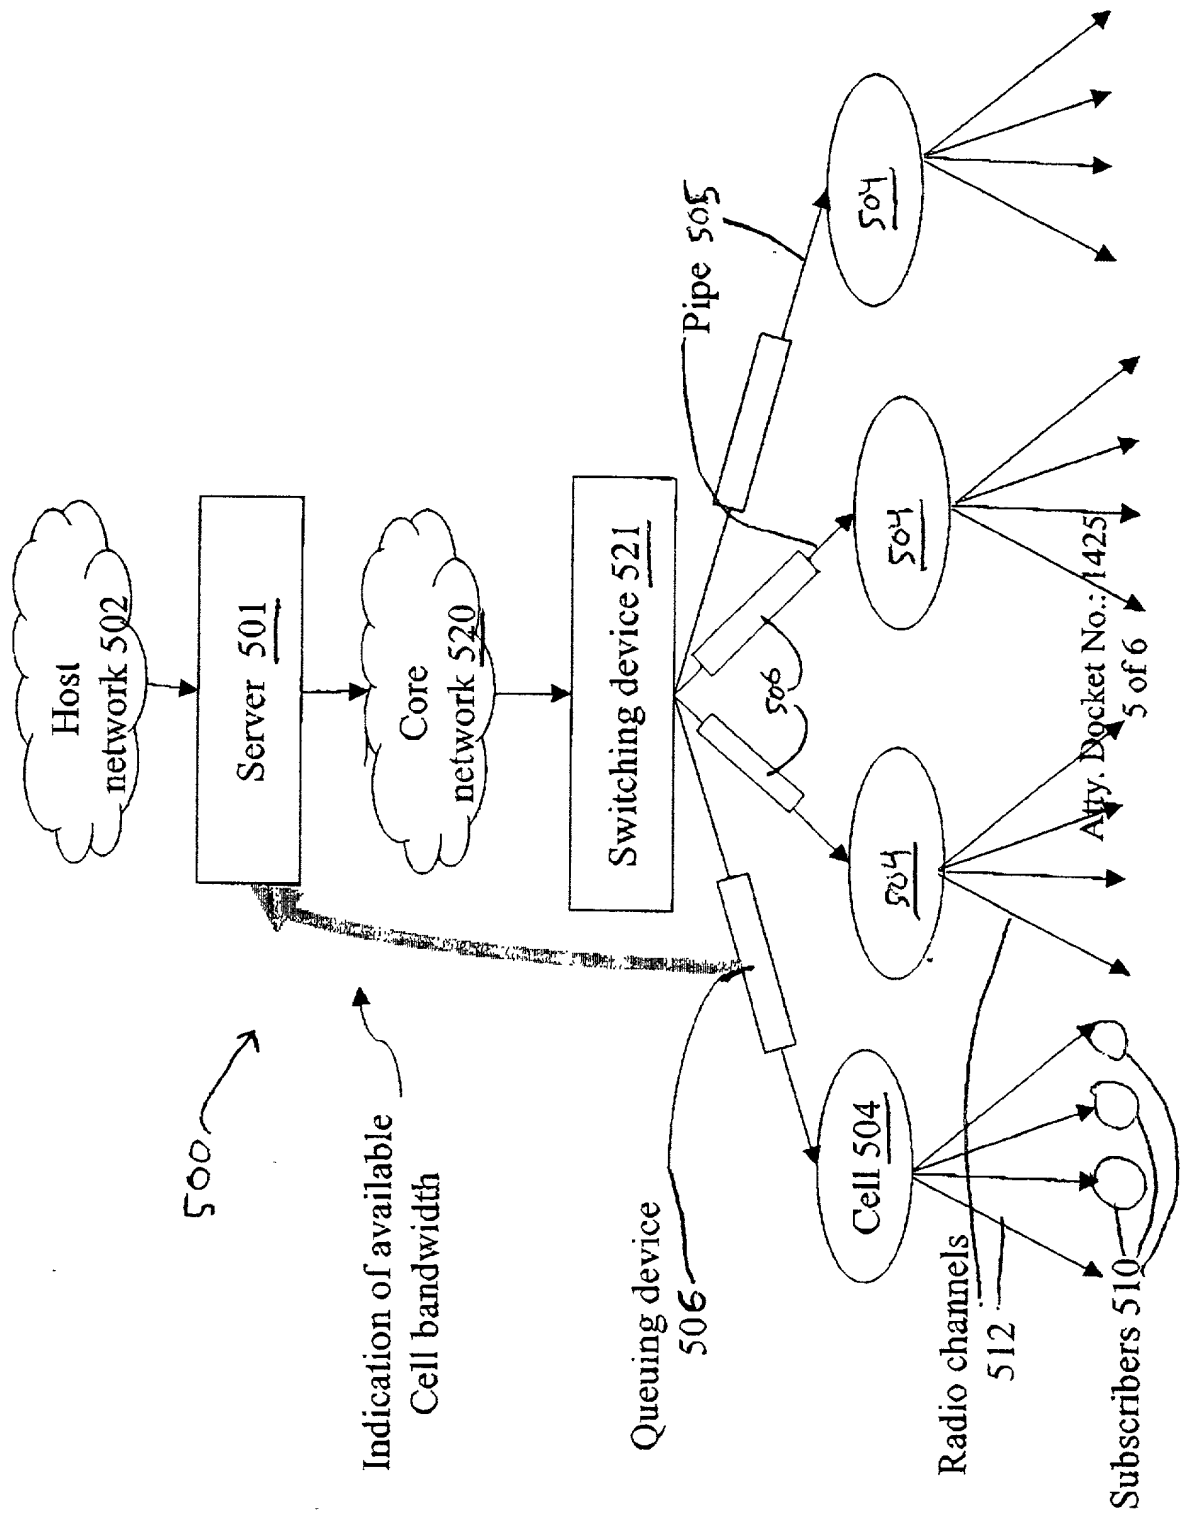 Host
network 502
Server 501
Core
network 520
Switching device 521
500
Indication of available
Cell bandwidth
Pipe 505
Queuing device
506
506
Cell 504
504
504
504
Radio channels
512
Subscribers 510
Atty. Docket No.: 1425
5 of 6